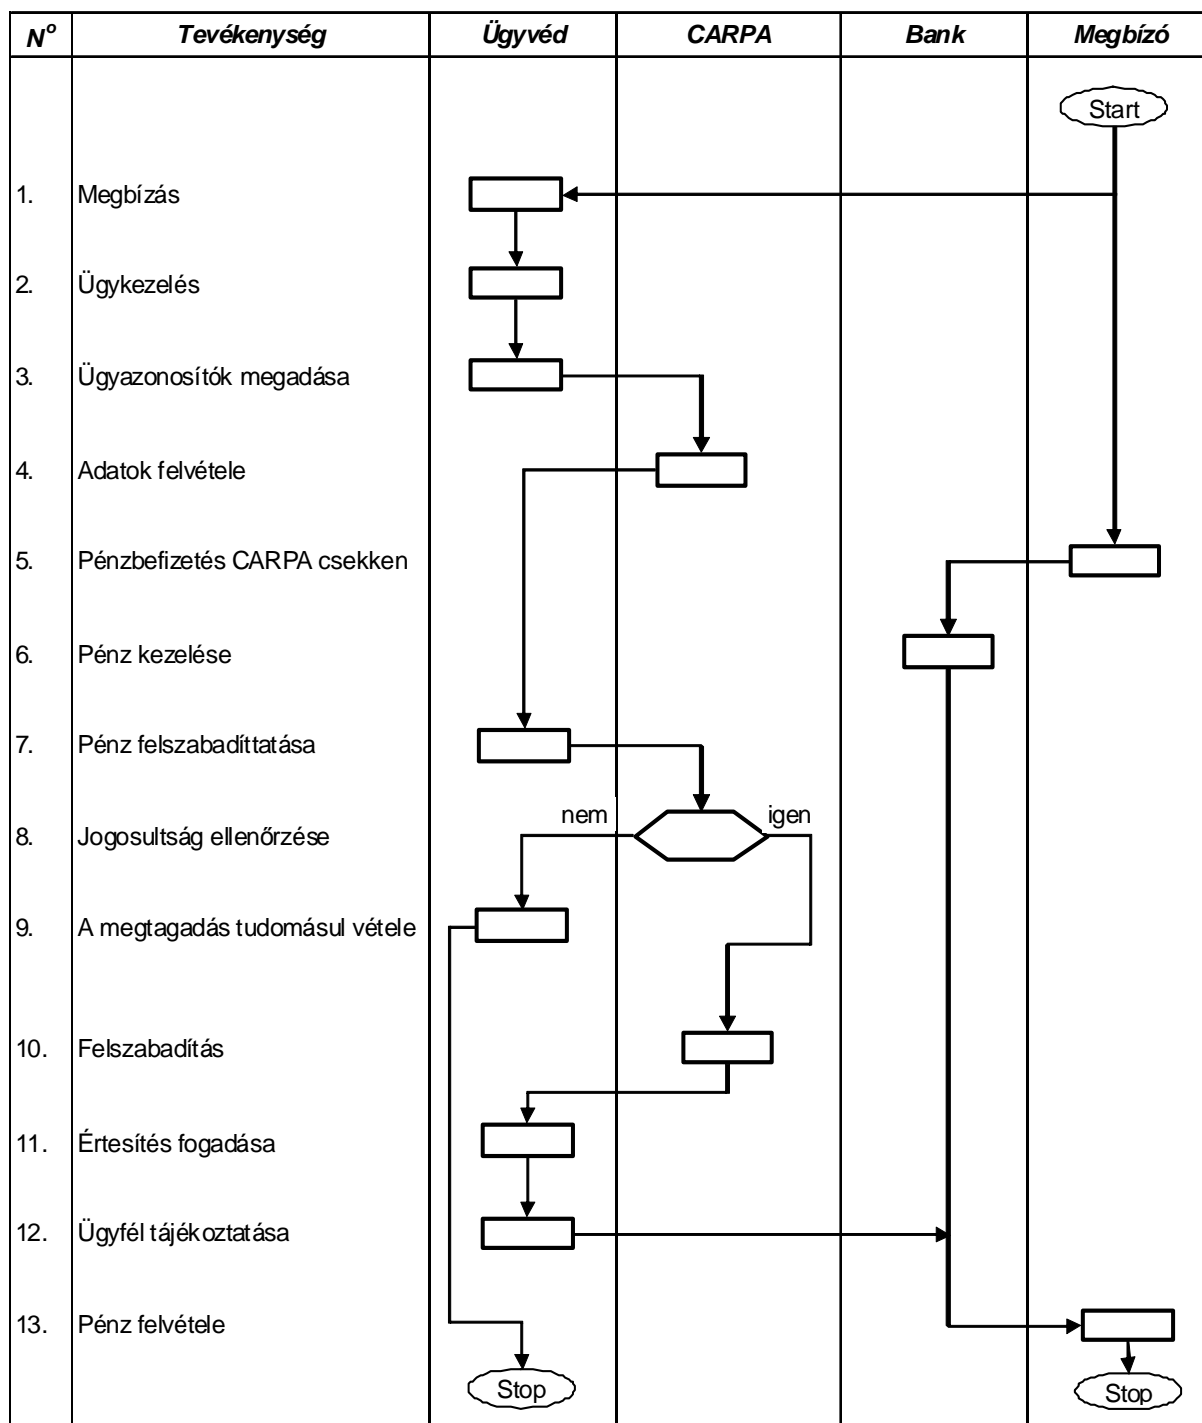 Nº Tevékenység Ügyvéd CARPA Bank Megbízó
Start
1. Megbízás
2. Ügykezelés
3. Ügyazonosítók megadása
4. Adatok felvétele
5. Pénzbefizetés CARPA csekken
6. Pénz kezelése
7. Pénz felszabadíttatása
nem igen
8. Jogosultság ellenőrzése
9. A megtagadás tudomásul vétele
10. Felszabadítás
11. Értesítés fogadása
12. Ügyfél tájékoztatása
13. Pénz felvétele
Stop Stop